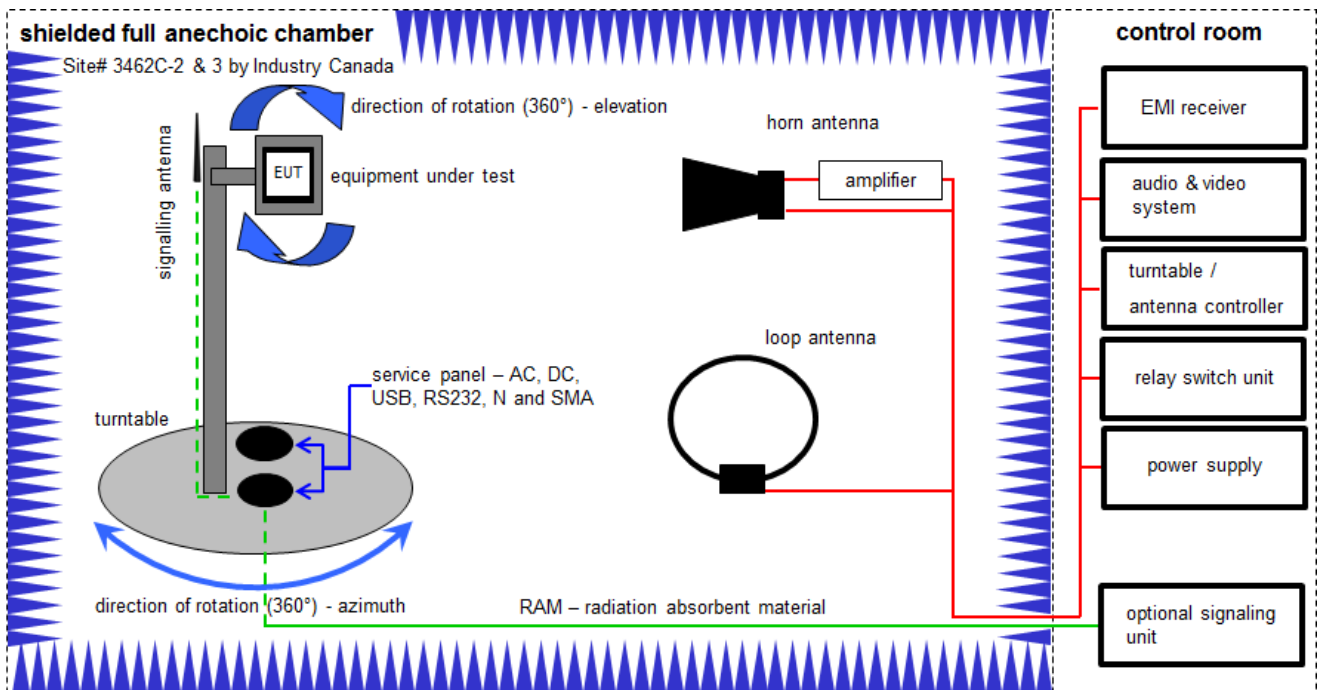 shielded full anechoic chamber
Site# 3462C-2 & 3 by Industry Canada
direction of rotation (360°) - elevation
signalling antenna
EUT
equipment under test
horn antenna
amplifier
loop antenna
service panel – AC, DC,
USB, RS232, N and SMA
turntable
direction of rotation (360°) - azimuth
RAM – radiation absorbent material
control room
EMI receiver
audio & video
system
turntable /
antenna controller
relay switch unit
power supply
optional signaling
unit